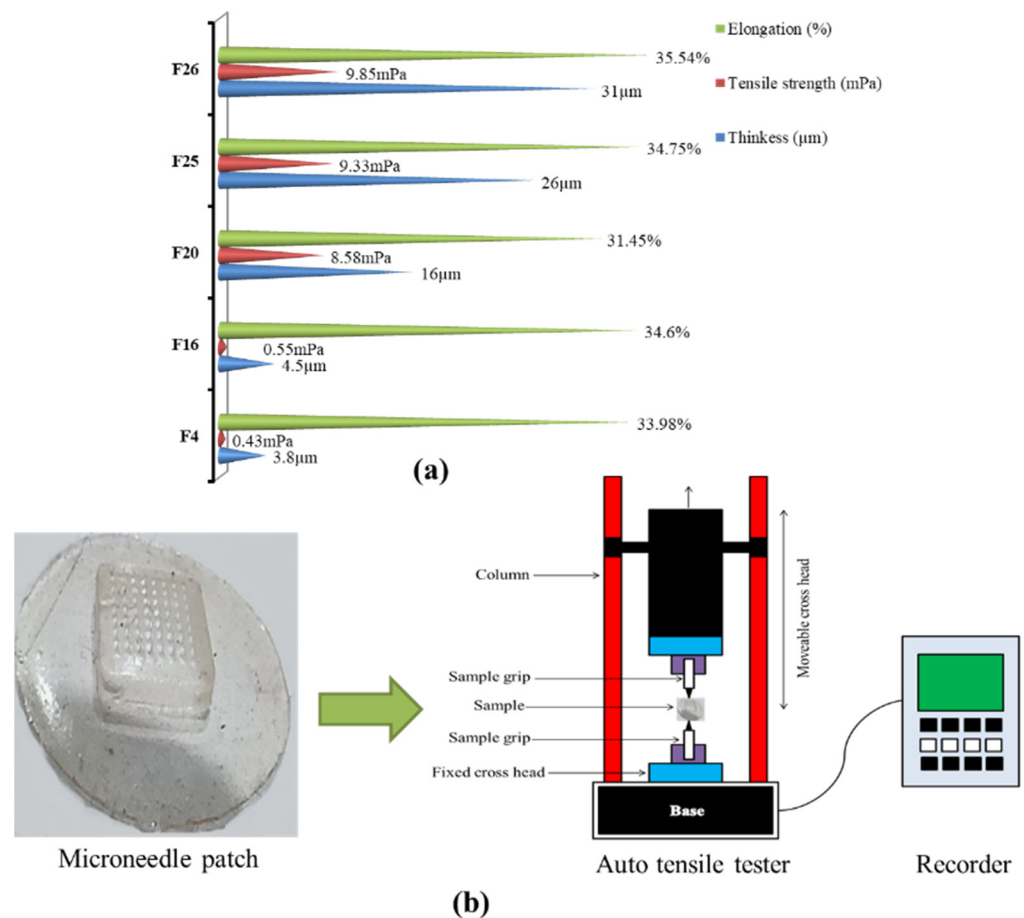 Elongation (%)
Tensile strength (mPa)
Thinkess (µm)
F26
35.54%
9.85mPa
31µm
F25
34.75%
9.33mPa
26µm
F20
31.45%
8.58mPa
16µm
F16
34.6%
0.55mPa
4.5µm
F4
33.98%
0.43mPa
3.8µm
(a)
Column
Moveable cross head
Sample grip
Sample
Sample grip
Fixed cross head
Base
Microneedle patch
Auto tensile tester
Recorder
(b)